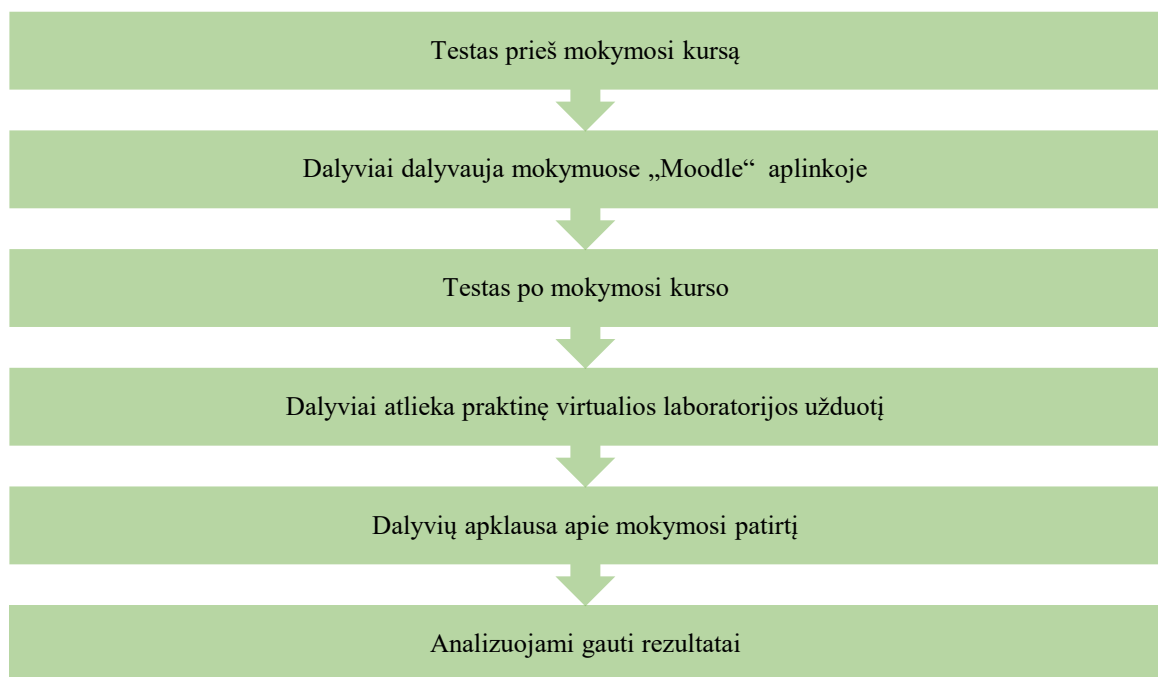 Testas prieš mokymosi kursą
Dalyviai dalyvauja mokymuose „Moodle“ aplinkoje
Testas po mokymosi kurso
Dalyviai atlieka praktinę virtualios laboratorijos užduotį
Dalyvių apklausa apie mokymosi patirtį
Analizuojami gauti rezultatai